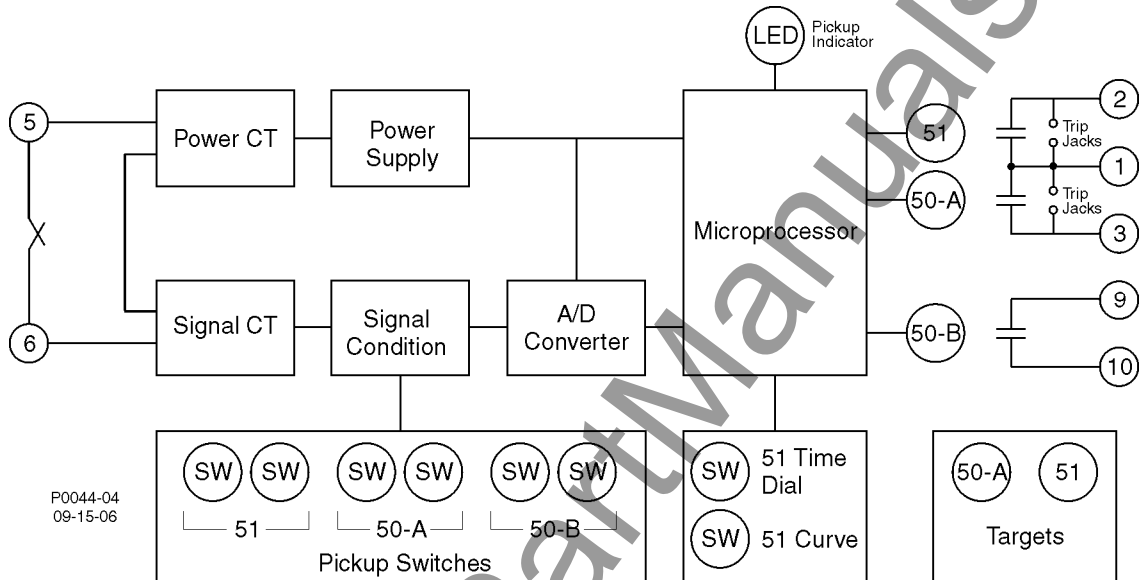 LED
Pickup
Indicator
5
Power CT
Power
Supply
51
2
Trip
Jacks
1
50-A
Trip
Jacks
Microprocessor
3
6
Signal CT
Signal
Condition
A/D
Converter
50-B
9
10
SW
SW
SW
SW
SW
SW
51
50-A
50-B
Pickup Switches
SW
51 Time
Dial
SW
51 Curve
50-A
51
Targets
P0044-04
09-15-06
artManuals